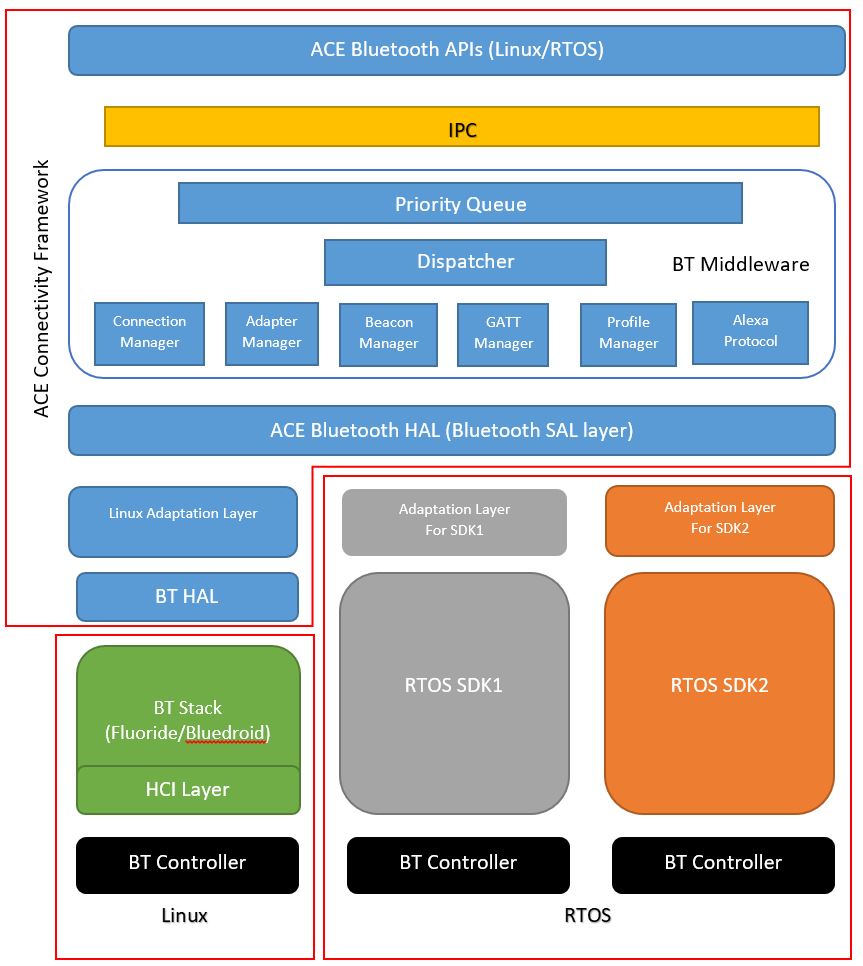 ACE Bluetooth APIs (Linux/RTOS)
IPC
ACE Connectivity Framework
Priority Queue
Dispatcher
BT Middleware
Connection
Manager
Adapter
Manager
Beacon
Manager
GATT
Manager
Profile
Manager
Alexa
Protocol
ACE Bluetooth HAL (Bluetooth SAL layer)
Linux Adaptation Layer
Adaptation Layer
For SDK1
Adaptation Layer
For SDK2
BT HAL
BT Stack
(Fluoride/Bluedroid)
HCI Layer
RTOS SDK1
RTOS SDK2
BT Controller
BT Controller
BT Controller
Linux
RTOS